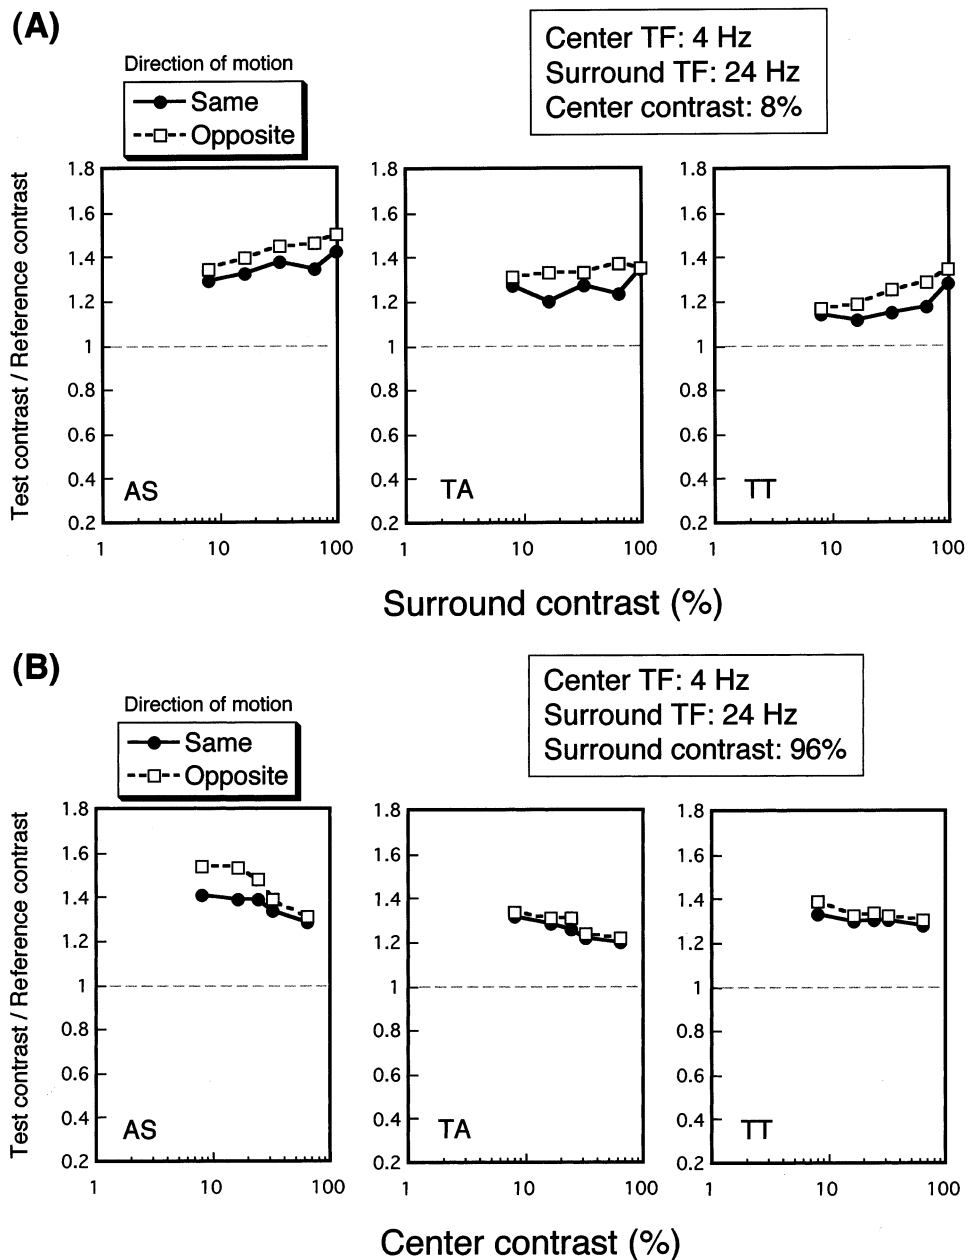 (A)
Direction of motion
Same
Opposite
Center TF: 4 Hz
Surround TF: 24 Hz
Center contrast: 8%
Test contrast / Reference contrast
1.8
1.6
1.4
1.2
1
0.8
0.6
0.4
0.2
AS
1 10 100
1.8
1.6
1.4
1.2
1
0.8
0.6
0.4
0.2
TA
1 10 100
1.8
1.6
1.4
1.2
1
0.8
0.6
0.4
0.2
TT
1 10 100
Surround contrast (%)
(B)
Direction of motion
Same
Opposite
Center TF: 4 Hz
Surround TF: 24 Hz
Surround contrast: 96%
Test contrast / Reference contrast
1.8
1.6
1.4
1.2
1
0.8
0.6
0.4
0.2
AS
1 10 100
1.8
1.6
1.4
1.2
1
0.8
0.6
0.4
0.2
TA
1 10 100
1.8
1.6
1.4
1.2
1
0.8
0.6
0.4
0.2
TT
1 10 100
Center contrast (%)